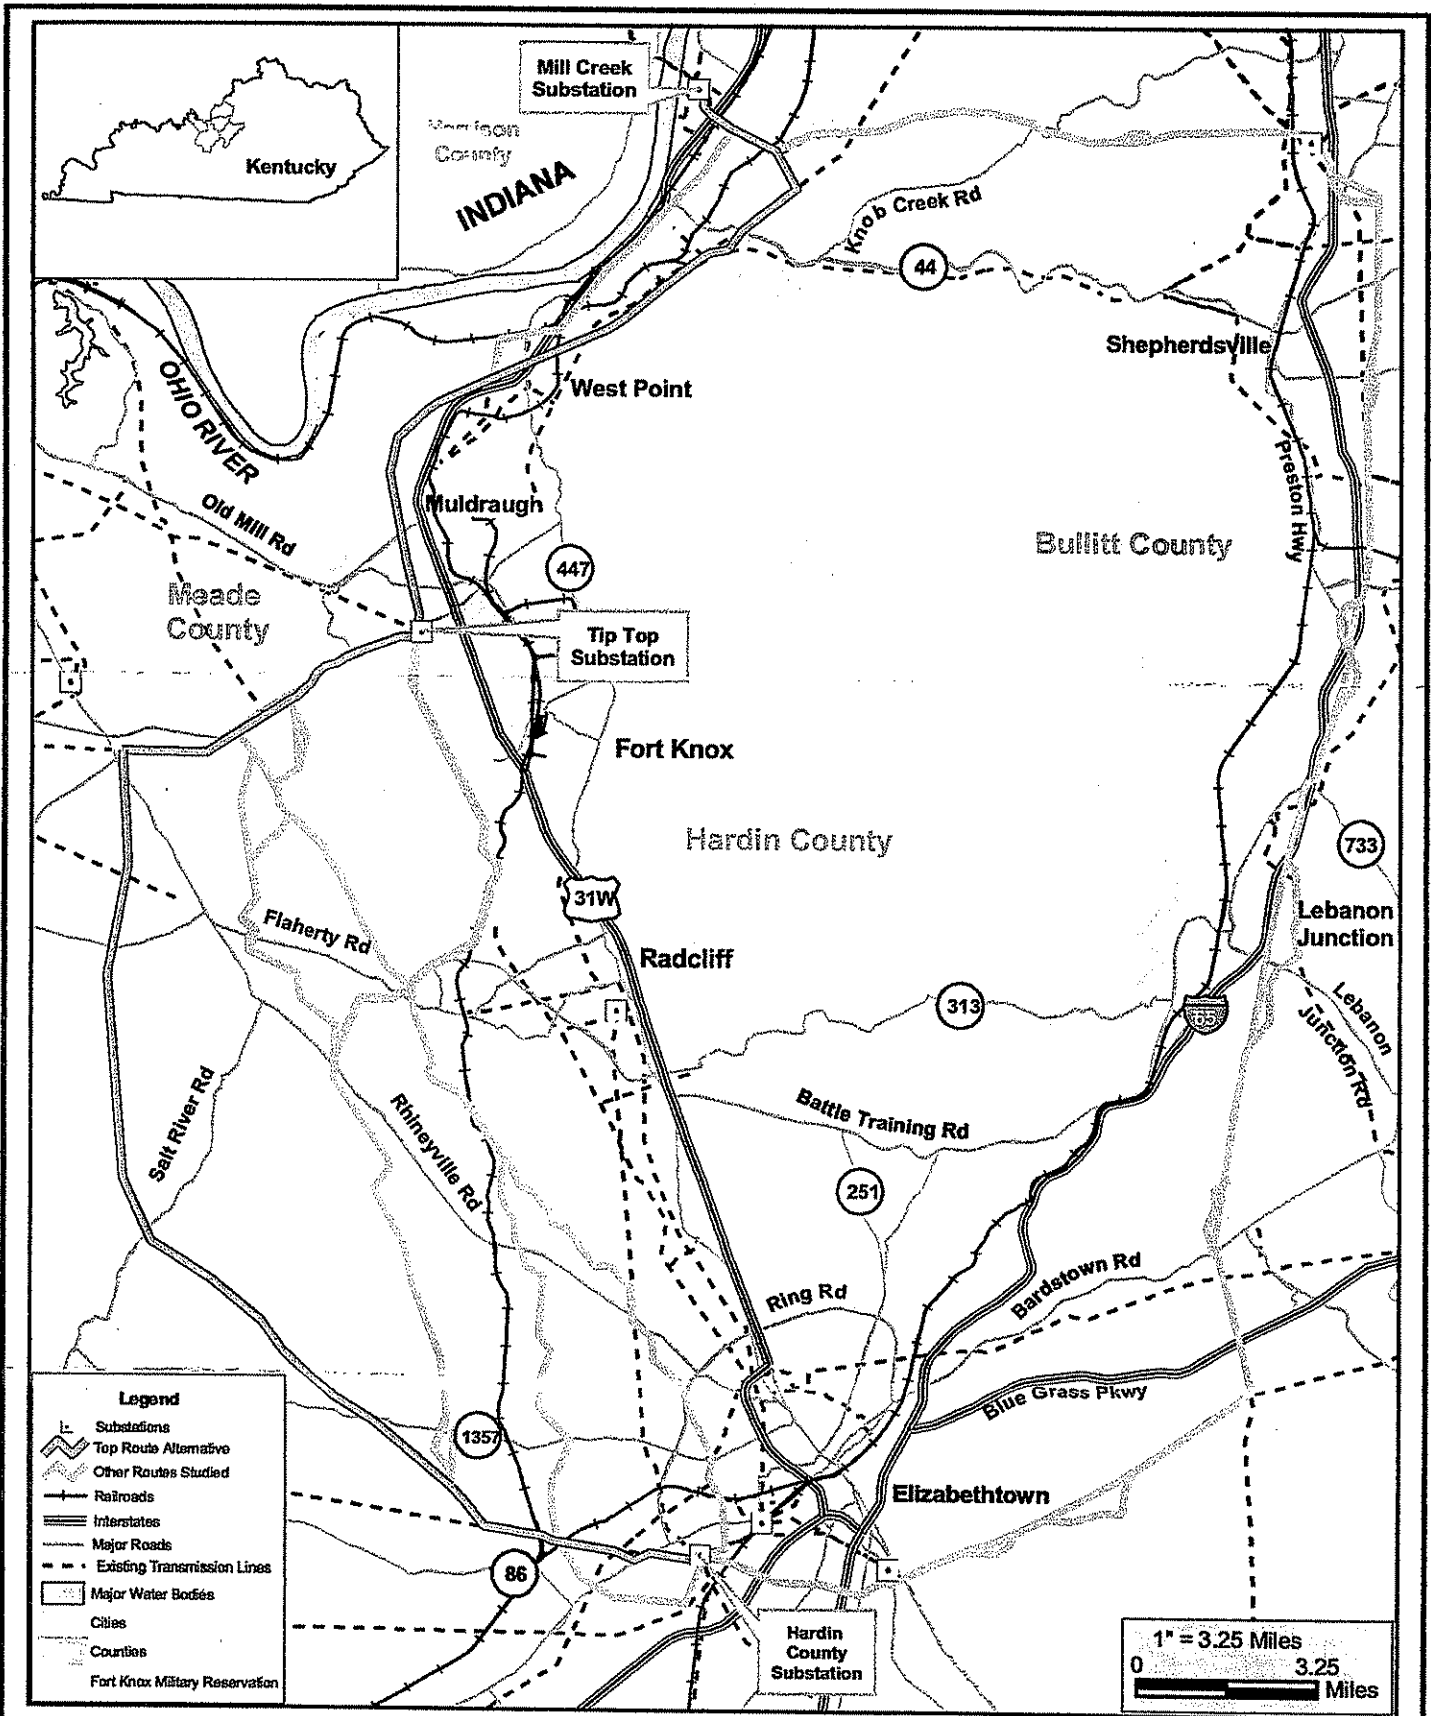 Mill Creek
Substation
Harrison
County
Kentucky
INDIANA
Knob Creek Rd
44
Shepherdsville
OHIO RIVER
West Point
Preston Hwy
Old Mill Rd
Muldraugh
Bullitt County
447
Meade
County
Tip Top
Substation
Fort Knox
Hardin County
733
31W
Lebanon
Junction
Flaherty Rd
Radcliff
313
65
Lebanon
Junction Rd
Salt River Rd
Rhineyville Rd
Battle Training Rd
251
Bardstown Rd
Ring Rd
Blue Grass Pkwy
1357
Elizabethtown
86
Hardin
County
Substation
Legend
Substations
Top Route Alternative
Other Routes Studied
Railroads
Interstates
Major Roads
Existing Transmission Lines
Major Water Bodies
Cities
Counties
Fort Knox Military Reservation
1" = 3.25 Miles
0 3.25
Miles